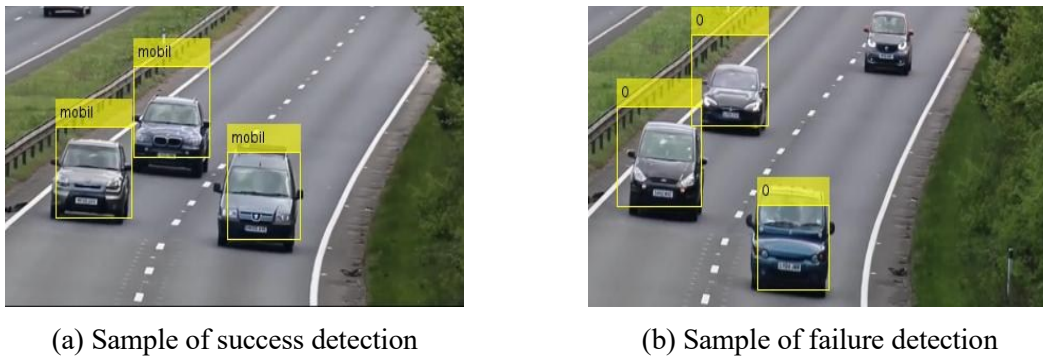 mobil
mobil
mobil
0
0
0
(a) Sample of success detection
(b) Sample of failure detection